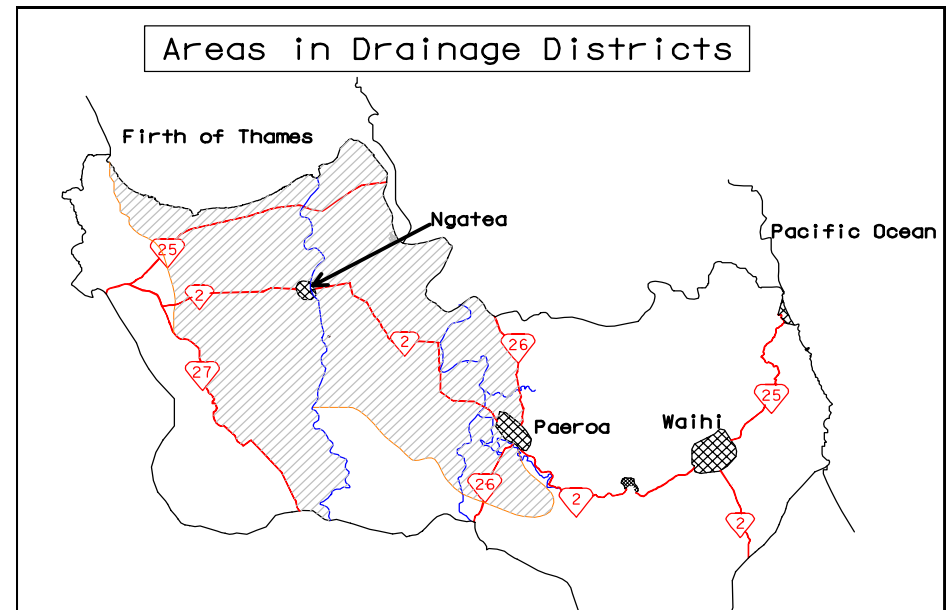 Areas in Drainage Districts
Firth of Thames
Ngatea
Pacific Ocean
25
2
2
26
27
25
Paeroa
Waihi
26
2
2